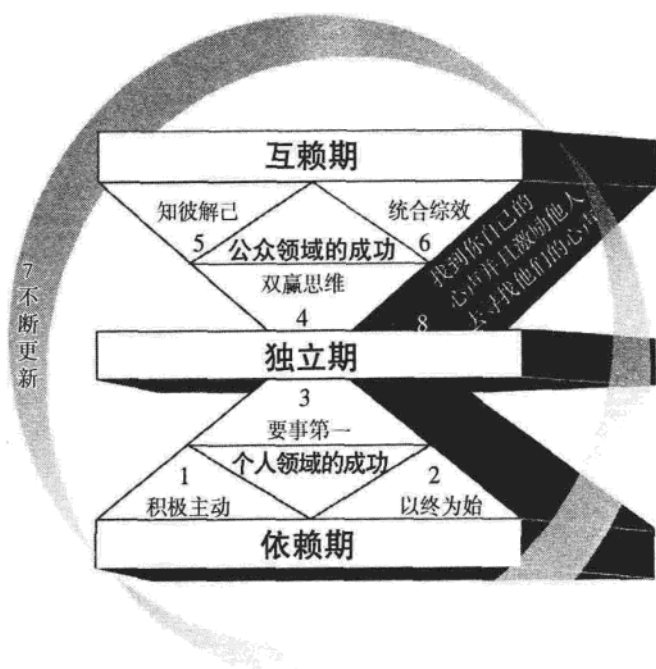 互赖期
知彼解己
统合综效
5
公众领域的成功
6
双赢思维
4
找到你自己的
心声并且激励他人
去寻找他们的心声
8
7不断更新
独立期
3
要事第一
个人领域的成功
1
积极主动
2
以终为始
依赖期